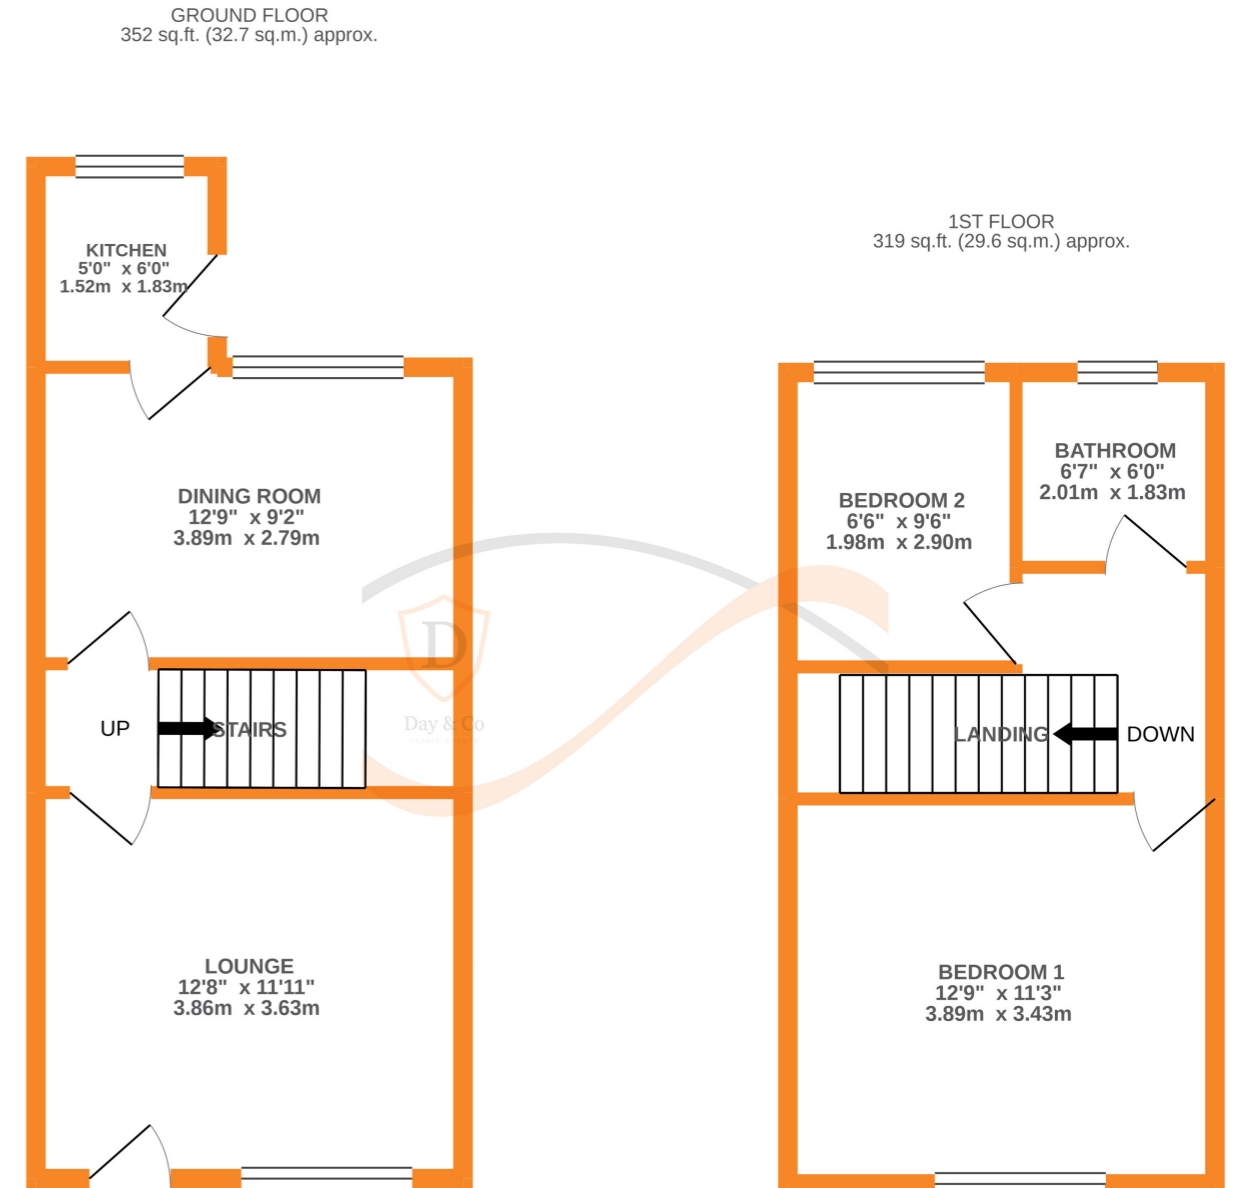 GROUND FLOOR
352 sq.ft. (32.7 sq.m.) approx.
KITCHEN
5'0" x 6'0"
1.52m x 1.83m
DINING ROOM
12'9" x 9'2"
3.89m x 2.79m
UP
STAIRS
LOUNGE
12'8" x 11'11"
3.86m x 3.63m
D
Day & Co
1ST FLOOR
319 sq.ft. (29.6 sq.m.) approx.
BATHROOM
6'7" x 6'0"
2.01m x 1.83m
BEDROOM 2
6'6" x 9'6"
1.98m x 2.90m
LANDING
DOWN
BEDROOM 1
12'9" x 11'3"
3.89m x 3.43m